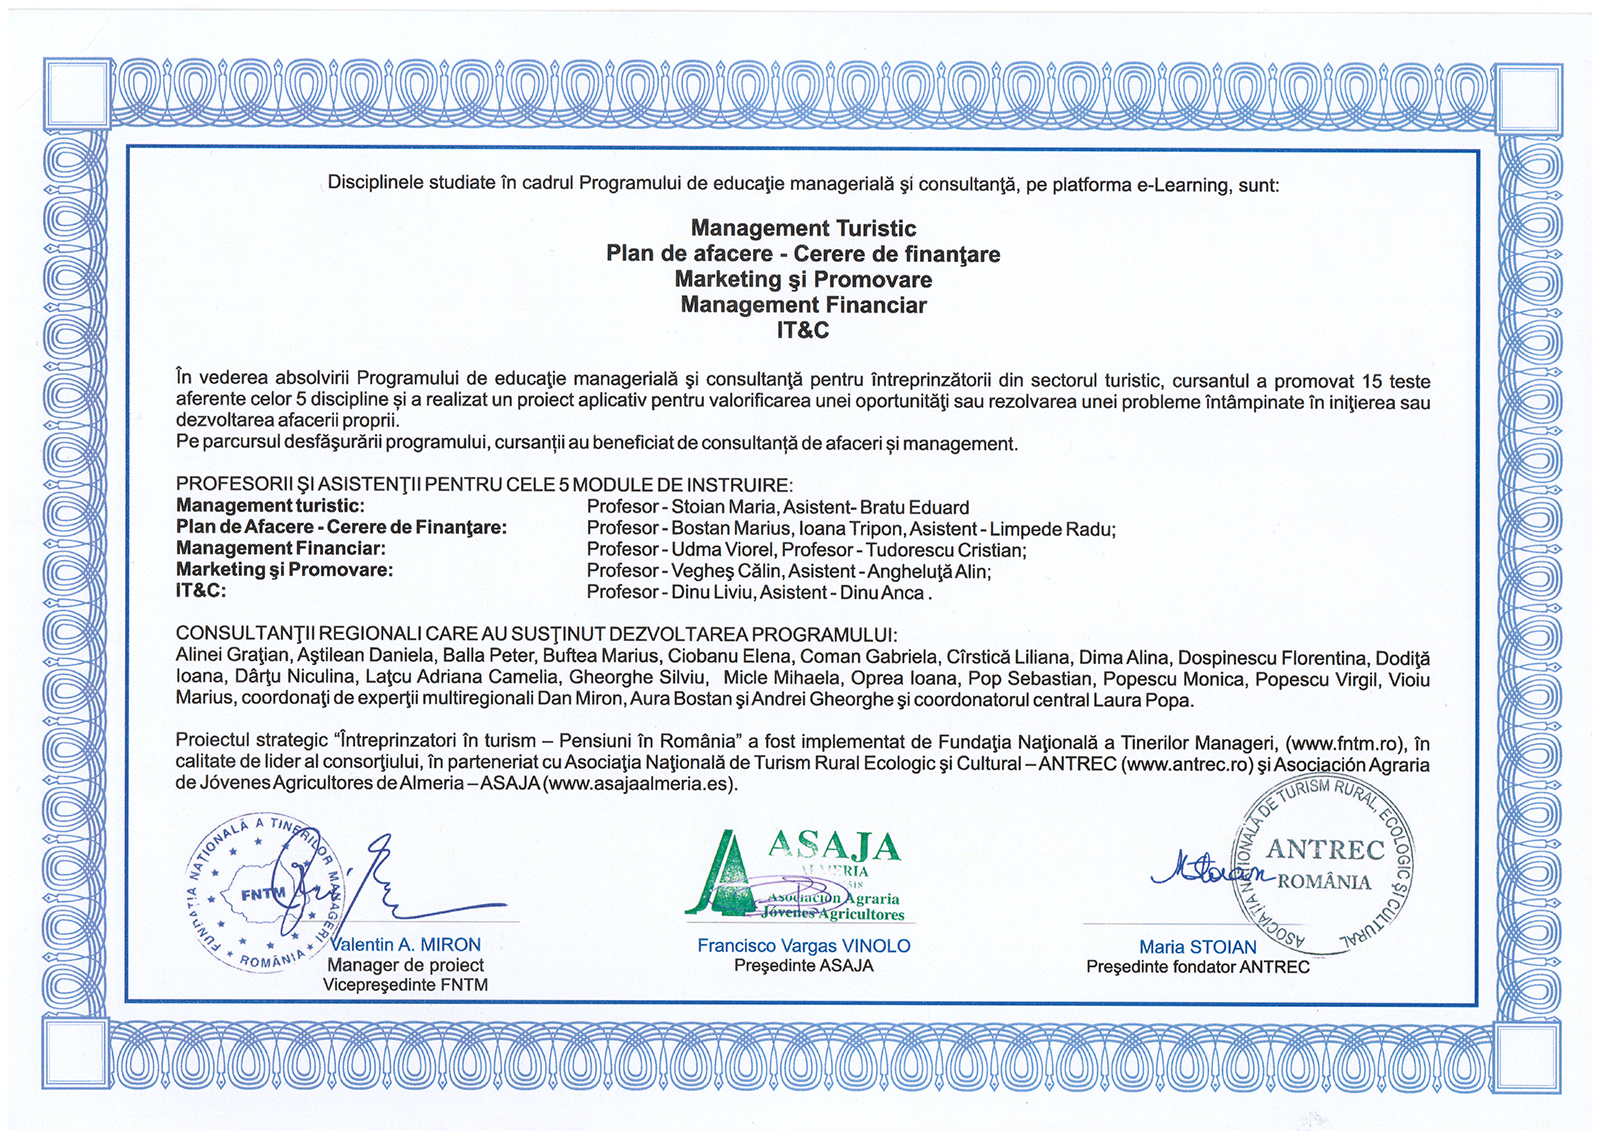 Disciplinele studiate în cadrul Programului de educaţie managerială şi consultanţă, pe platforma e-Learning, sunt:
Management Turistic
Plan de afacere - Cerere de finanţare
Marketing şi Promovare
Management Financiar
IT&C
În vederea absolvirii Programului de educaţie managerială şi consultanţă pentru întreprinzătorii din sectorul turistic, cursantul a promovat 15 teste
aferente celor 5 discipline și a realizat un proiect aplicativ pentru valorificarea unei oportunităţi sau rezolvarea unei probleme întâmpinate în iniţierea sau
dezvoltarea afacerii proprii.
Pe parcursul desfăşurării programului, cursanții au beneficiat de consultanță de afaceri și management.
PROFESORII ŞI ASISTENŢII PENTRU CELE 5 MODULE DE INSTRUIRE:
Management turistic: Profesor - Stoian Maria, Asistent- Bratu Eduard
Plan de Afacere - Cerere de Finanţare: Profesor - Bostan Marius, Ioana Tripon, Asistent - Limpede Radu;
Management Financiar: Profesor - Udma Viorel, Profesor - Tudorescu Cristian;
Marketing şi Promovare: Profesor - Vegheş Călin, Asistent - Angheluţă Alin;
IT&C: Profesor - Dinu Liviu, Asistent - Dinu Anca .
CONSULTANŢII REGIONALI CARE AU SUSŢINUT DEZVOLTAREA PROGRAMULUI:
Alinei Graţian, Aştilean Daniela, Balla Peter, Buftea Marius, Ciobanu Elena, Coman Gabriela, Cîrstică Liliana, Dima Alina, Dospinescu Florentina, Dodiţă
Ioana, Dârţu Niculina, Laţcu Adriana Camelia, Gheorghe Silviu, Micle Mihaela, Oprea Ioana, Pop Sebastian, Popescu Monica, Popescu Virgil, Vioiu
Marius, coordonaţi de experţii multiregionali Dan Miron, Aura Bostan şi Andrei Gheorghe şi coordonatorul central Laura Popa.
Proiectul strategic “Întreprinzatori în turism – Pensiuni în România” a fost implementat de Fundaţia Naţională a Tinerilor Manageri, (www.fntm.ro), în
calitate de lider al consorţiului, în parteneriat cu Asociaţia Naţională de Turism Rural Ecologic şi Cultural – ANTREC (www.antrec.ro) şi Asociación Agraria
de Jóvenes Agricultores de Almeria – ASAJA (www.asajaalmeria.es).
FUNDAȚIA NAȚIONALĂ A TINERILOR MANAGERI
FNTM
ROMÂNIA
Valentin A. MIRON
Manager de proiect
Vicepreşedinte FNTM
ASAJA
ALMERIA
Asociación Agraria
Jóvenes Agricultores
Francisco Vargas VINOLO
Preşedinte ASAJA
ASOCIAŢIA NAŢIONALĂ DE TURISM RURAL, ECOLOGIC ŞI CULTURAL
ANTREC
ROMÂNIA
M Stoian
Maria STOIAN
Preşedinte fondator ANTREC